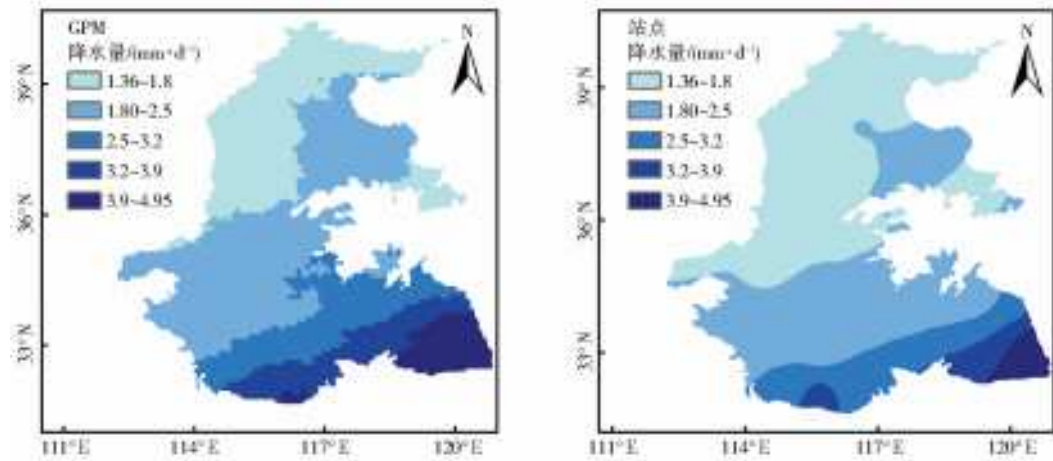 GPM
降水量/(mm·d⁻¹)
1.36~1.8
1.80~2.5
2.5~3.2
3.2~3.9
3.9~4.95
N
39° N
36° N
33° N
111° E
114° E
117° E
120° E
站点
降水量/(mm·d⁻¹)
1.36~1.8
1.80~2.5
2.5~3.2
3.2~3.9
3.9~4.95
N
39° N
36° N
33° N
111° E
114° E
117° E
120° E